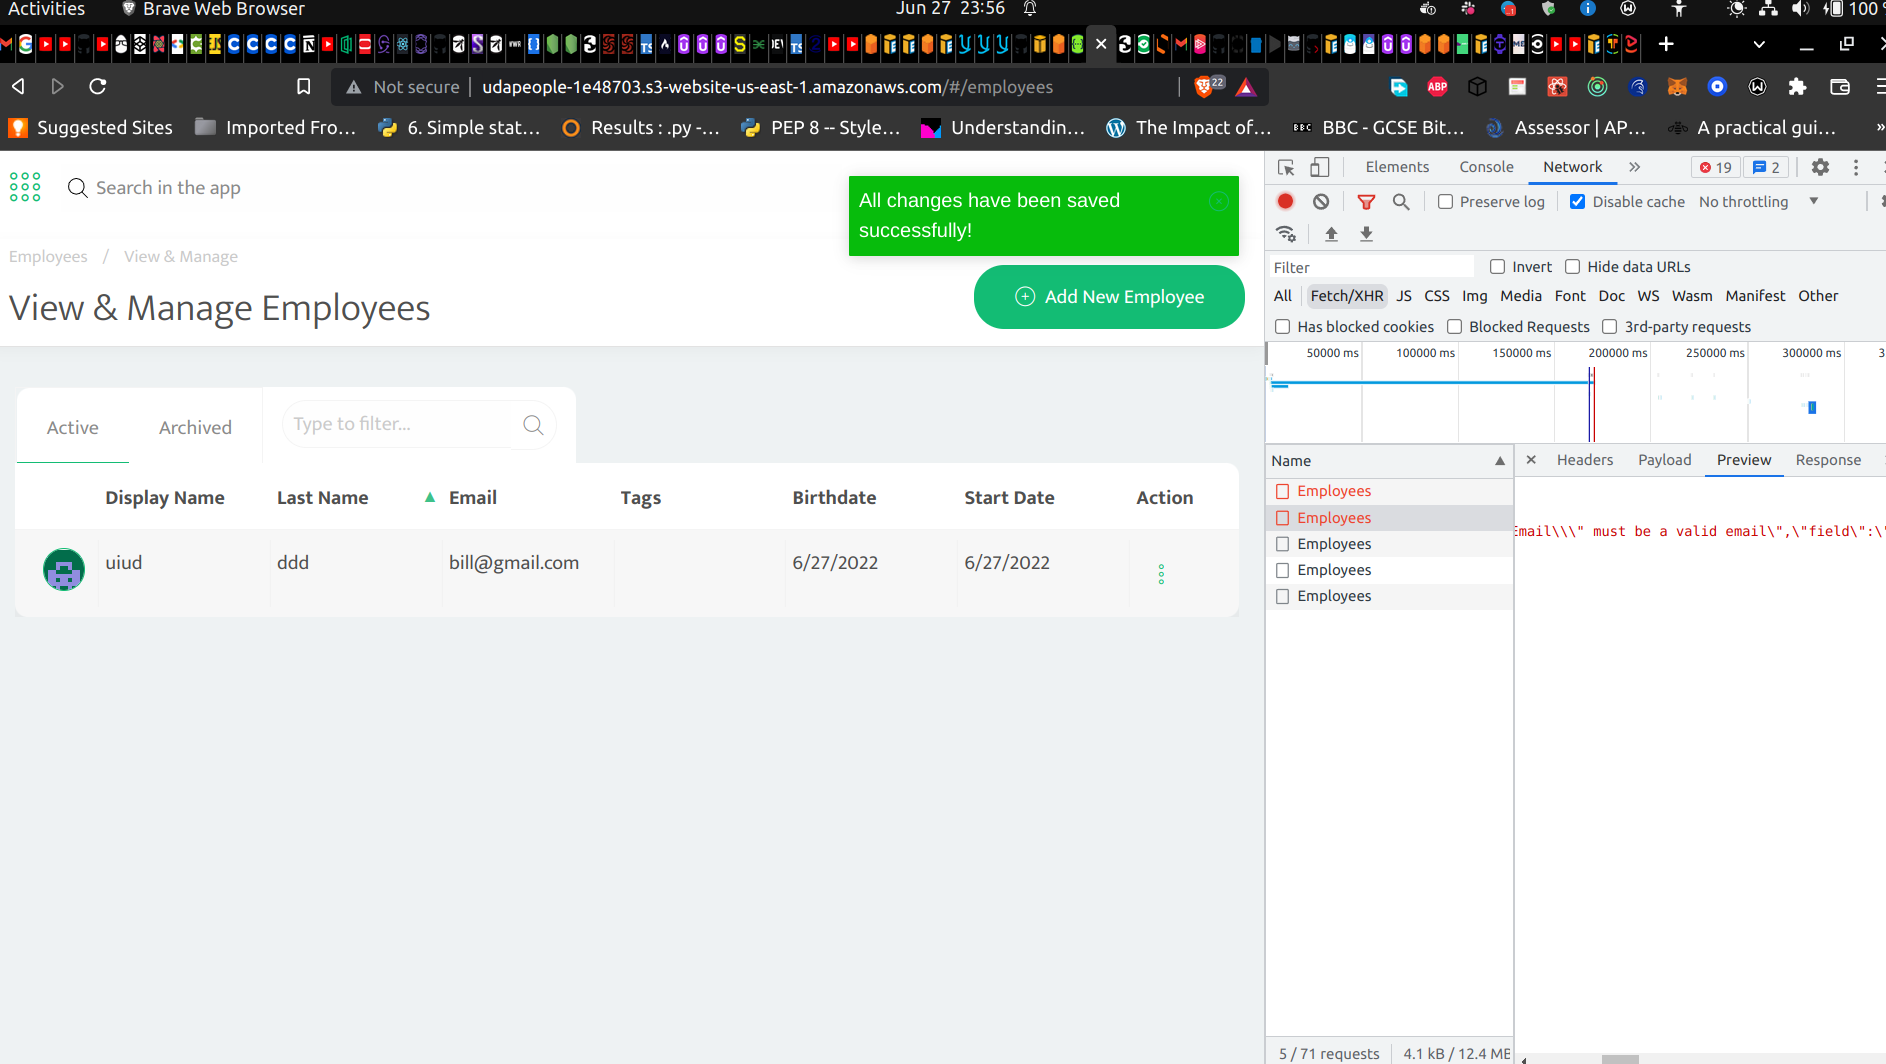 Activities
Brave Web Browser
Jun 27 23:56
100
Not secure
udapeople-1e48703.s3-website-us-east-1.amazonaws.com/#/employees
22
ABP
Suggested Sites
Imported Fro...
6. Simple stat...
Results : .py -...
PEP 8 -- Style...
Understandin...
The Impact of...
BBC - GCSE Bit...
Assessor | AP...
A practical gui...
»
Search in the app
All changes have been saved
successfully!
Employees / View & Manage
View & Manage Employees
Add New Employee
Active
Archived
Type to filter...
Display Name
Last Name
Email
Tags
Birthdate
Start Date
Action
uiud
ddd
bill@gmail.com
6/27/2022
6/27/2022
Elements
Console
Network
»
19
2
Preserve log
Disable cache
No throttling
Filter
Invert
Hide data URLs
All
Fetch/XHR
JS
CSS
Img
Media
Font
Doc
WS
Wasm
Manifest
Other
Has blocked cookies
Blocked Requests
3rd-party requests
50000 ms
100000 ms
150000 ms
200000 ms
250000 ms
300000 ms
3
Name
Headers
Payload
Preview
Response
Employees
Employees
Employees
Employees
Employees
Email\\\" must be a valid email\",\"field\":\"
5 / 71 requests
4.1 kB / 12.4 MB